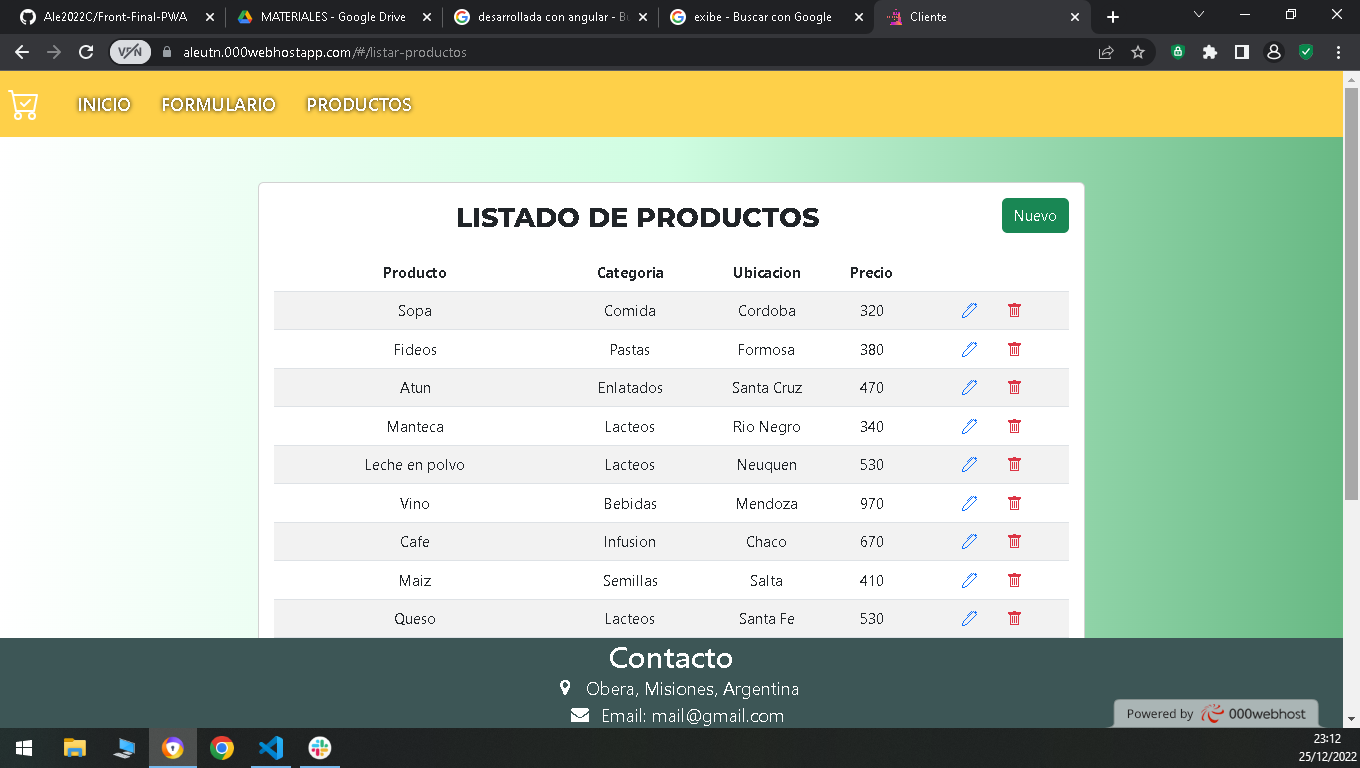 Ale2022C/Front-Final-PWA
MATERIALES - Google Drive
desarrollada con angular - Bu
exibe - Buscar con Google
Cliente
VPN
aleutn.000webhostapp.com/#/listar-productos
INICIO FORMULARIO PRODUCTOS
LISTADO DE PRODUCTOS
Nuevo
Producto Categoria Ubicacion Precio
Sopa Comida Cordoba 320
Fideos Pastas Formosa 380
Atun Enlatados Santa Cruz 470
Manteca Lacteos Rio Negro 340
Leche en polvo Lacteos Neuquen 530
Vino Bebidas Mendoza 970
Cafe Infusion Chaco 670
Maiz Semillas Salta 410
Queso Lacteos Santa Fe 530
Contacto
Obera, Misiones, Argentina
Email: mail@gmail.com
Powered by 000webhost
23:12
25/12/2022